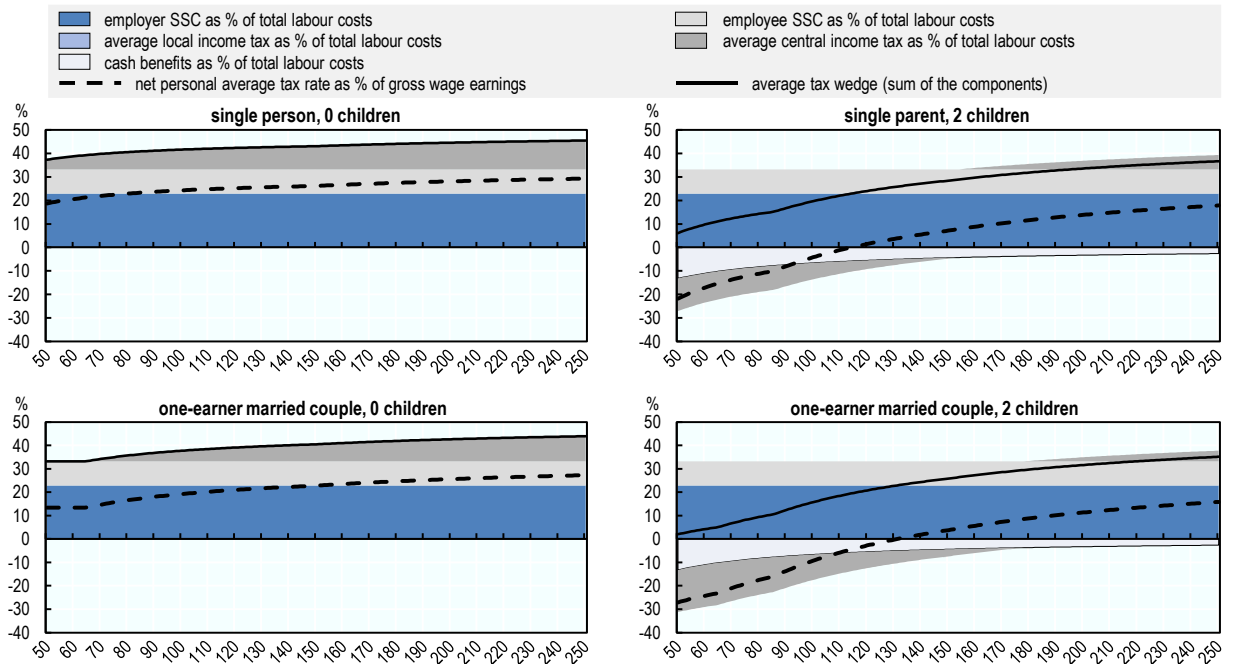 employer SSC as % of total labour costs
employee SSC as % of total labour costs
average local income tax as % of total labour costs
average central income tax as % of total labour costs
cash benefits as % of total labour costs
net personal average tax rate as % of gross wage earnings
average tax wedge (sum of the components)
%
single person, 0 children
50
40
30
20
10
0
-10
-20
-30
-40
50 60 70 80 90 100 110 120 130 140 150 160 170 180 190 200 210 220 230 240 250
%
single parent, 2 children
50
40
30
20
10
0
-10
-20
-30
-40
50 60 70 80 90 100 110 120 130 140 150 160 170 180 190 200 210 220 230 240 250
%
one-earner married couple, 0 children
50
40
30
20
10
0
-10
-20
-30
-40
50 60 70 80 90 100 110 120 130 140 150 160 170 180 190 200 210 220 230 240 250
%
one-earner married couple, 2 children
50
40
30
20
10
0
-10
-20
-30
-40
50 60 70 80 90 100 110 120 130 140 150 160 170 180 190 200 210 220 230 240 250